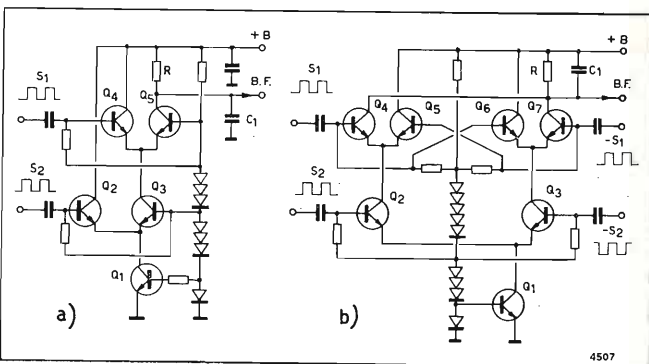 + B
S1
R
B.F.
Q4
Q5
C1
S2
Q2
Q3
Q1
a)
+ B
S1
R
C1
B.F.
Q4
Q5
Q6
Q7
-S1
S2
Q2
Q3
-S2
Q1
b)
4507